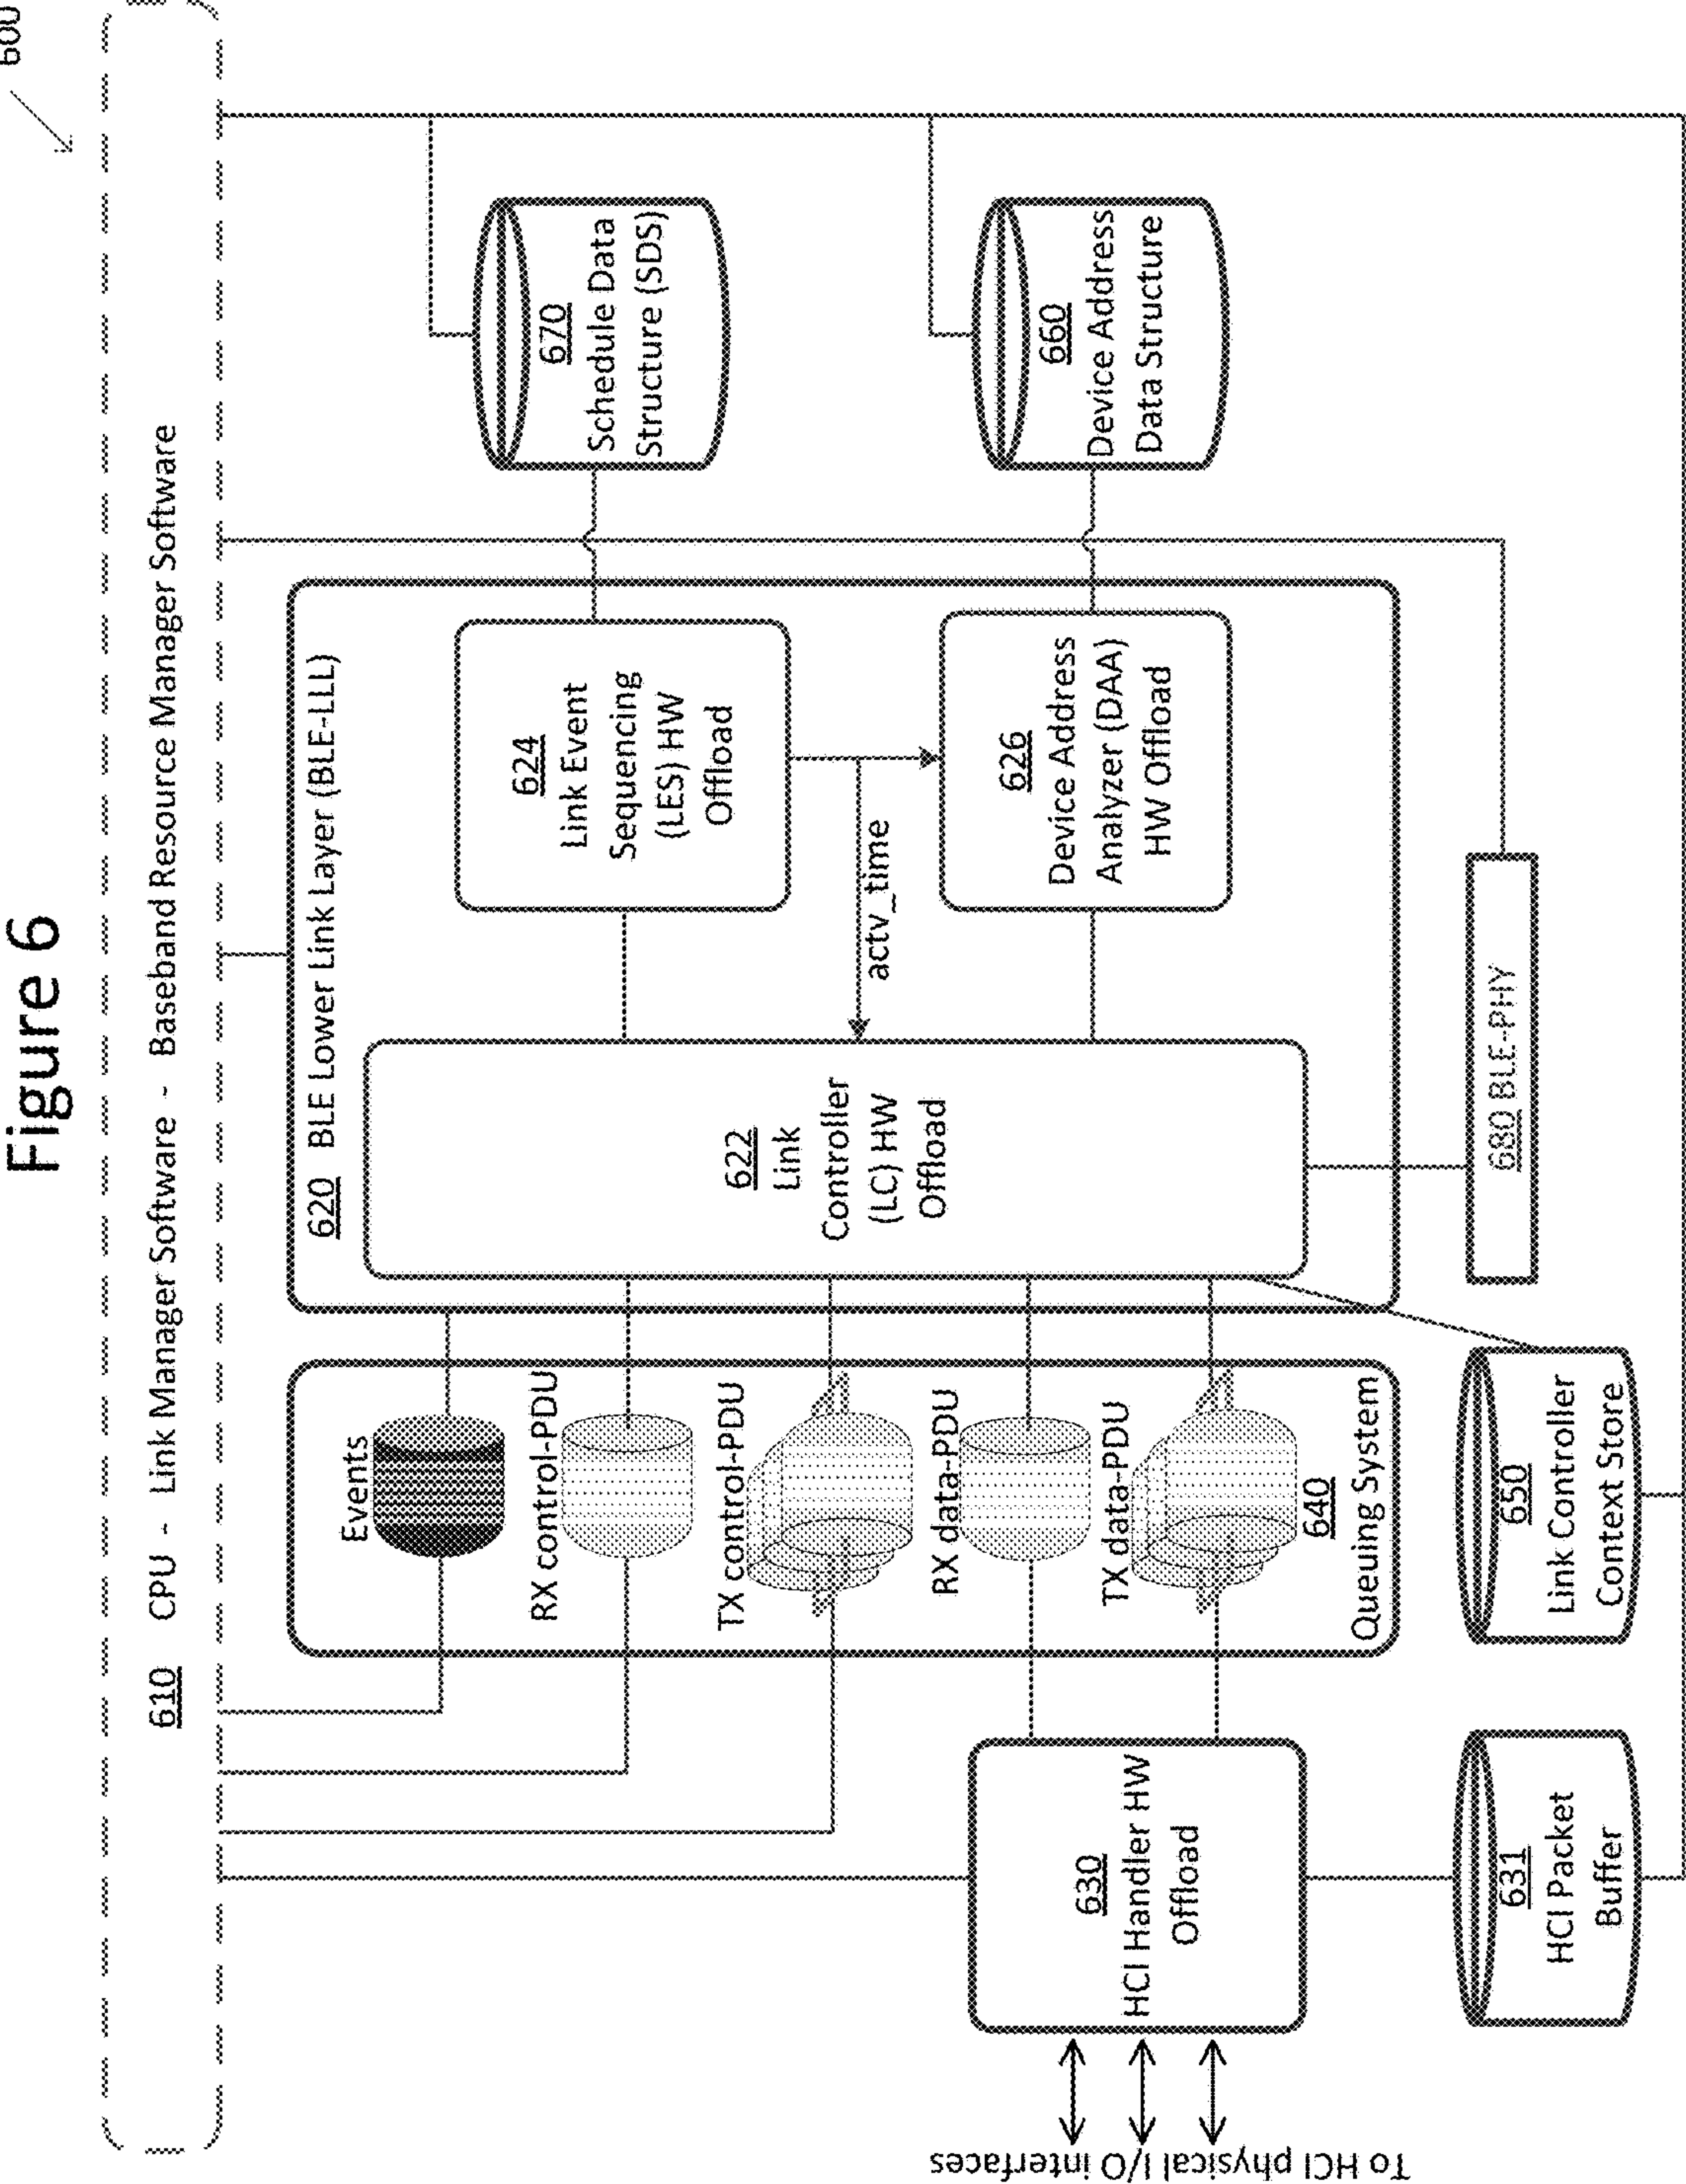 Figure 6
600
610 CPU - Link Manager Software - Baseband Resource Manager Software
620 BLE Lower Link Layer (BLE-LLL)
Events
RX control-PDU
TX control-PDU
RX data-PDU
TX data-PDU
640
Queuing System
622
Link
Controller
(LC) HW
Offload
624
Link Event
Sequencing
(LES) HW
Offload
actv_time
626
Device Address
Analyzer (DAA)
HW Offload
670
Schedule Data
Structure (SDS)
660
Device Address
Data Structure
To HCI physical I/O interfaces
630
HCI Handler HW
Offload
631
HCI Packet
Buffer
650
Link Controller
Context Store
680 BLE-PHY